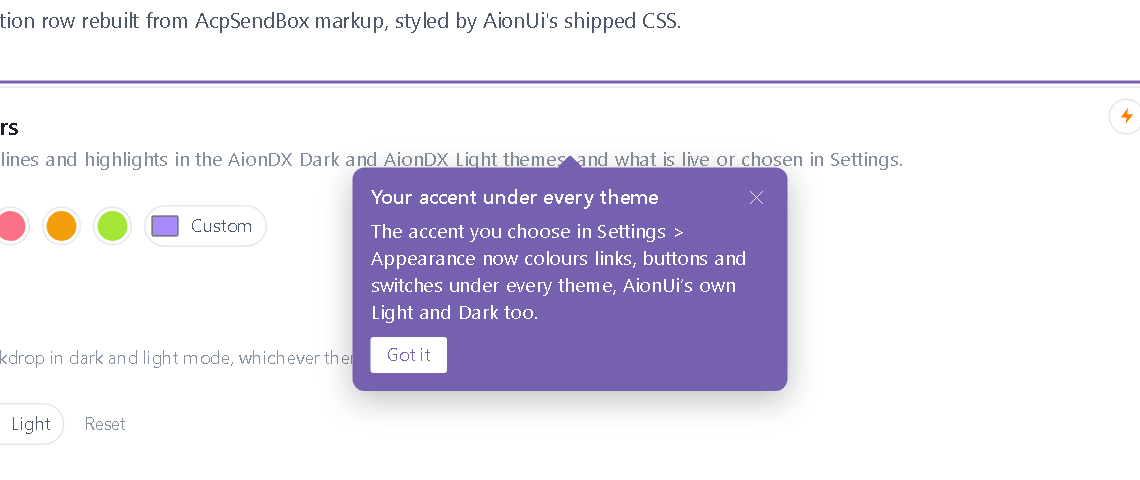 tion row rebuilt from AcpSendBox markup, styled by AionUi's shipped CSS.
rs
lines and highlights in the AionDX Dark and AionDX Light themes, and what is live or chosen in Settings.
Your accent under every theme
The accent you choose in Settings >
Appearance now colours links, buttons and
switches under every theme, AionUi's own
Light and Dark too.
Got it
Custom
kdrop in dark and light mode, whichever the
Light
Reset